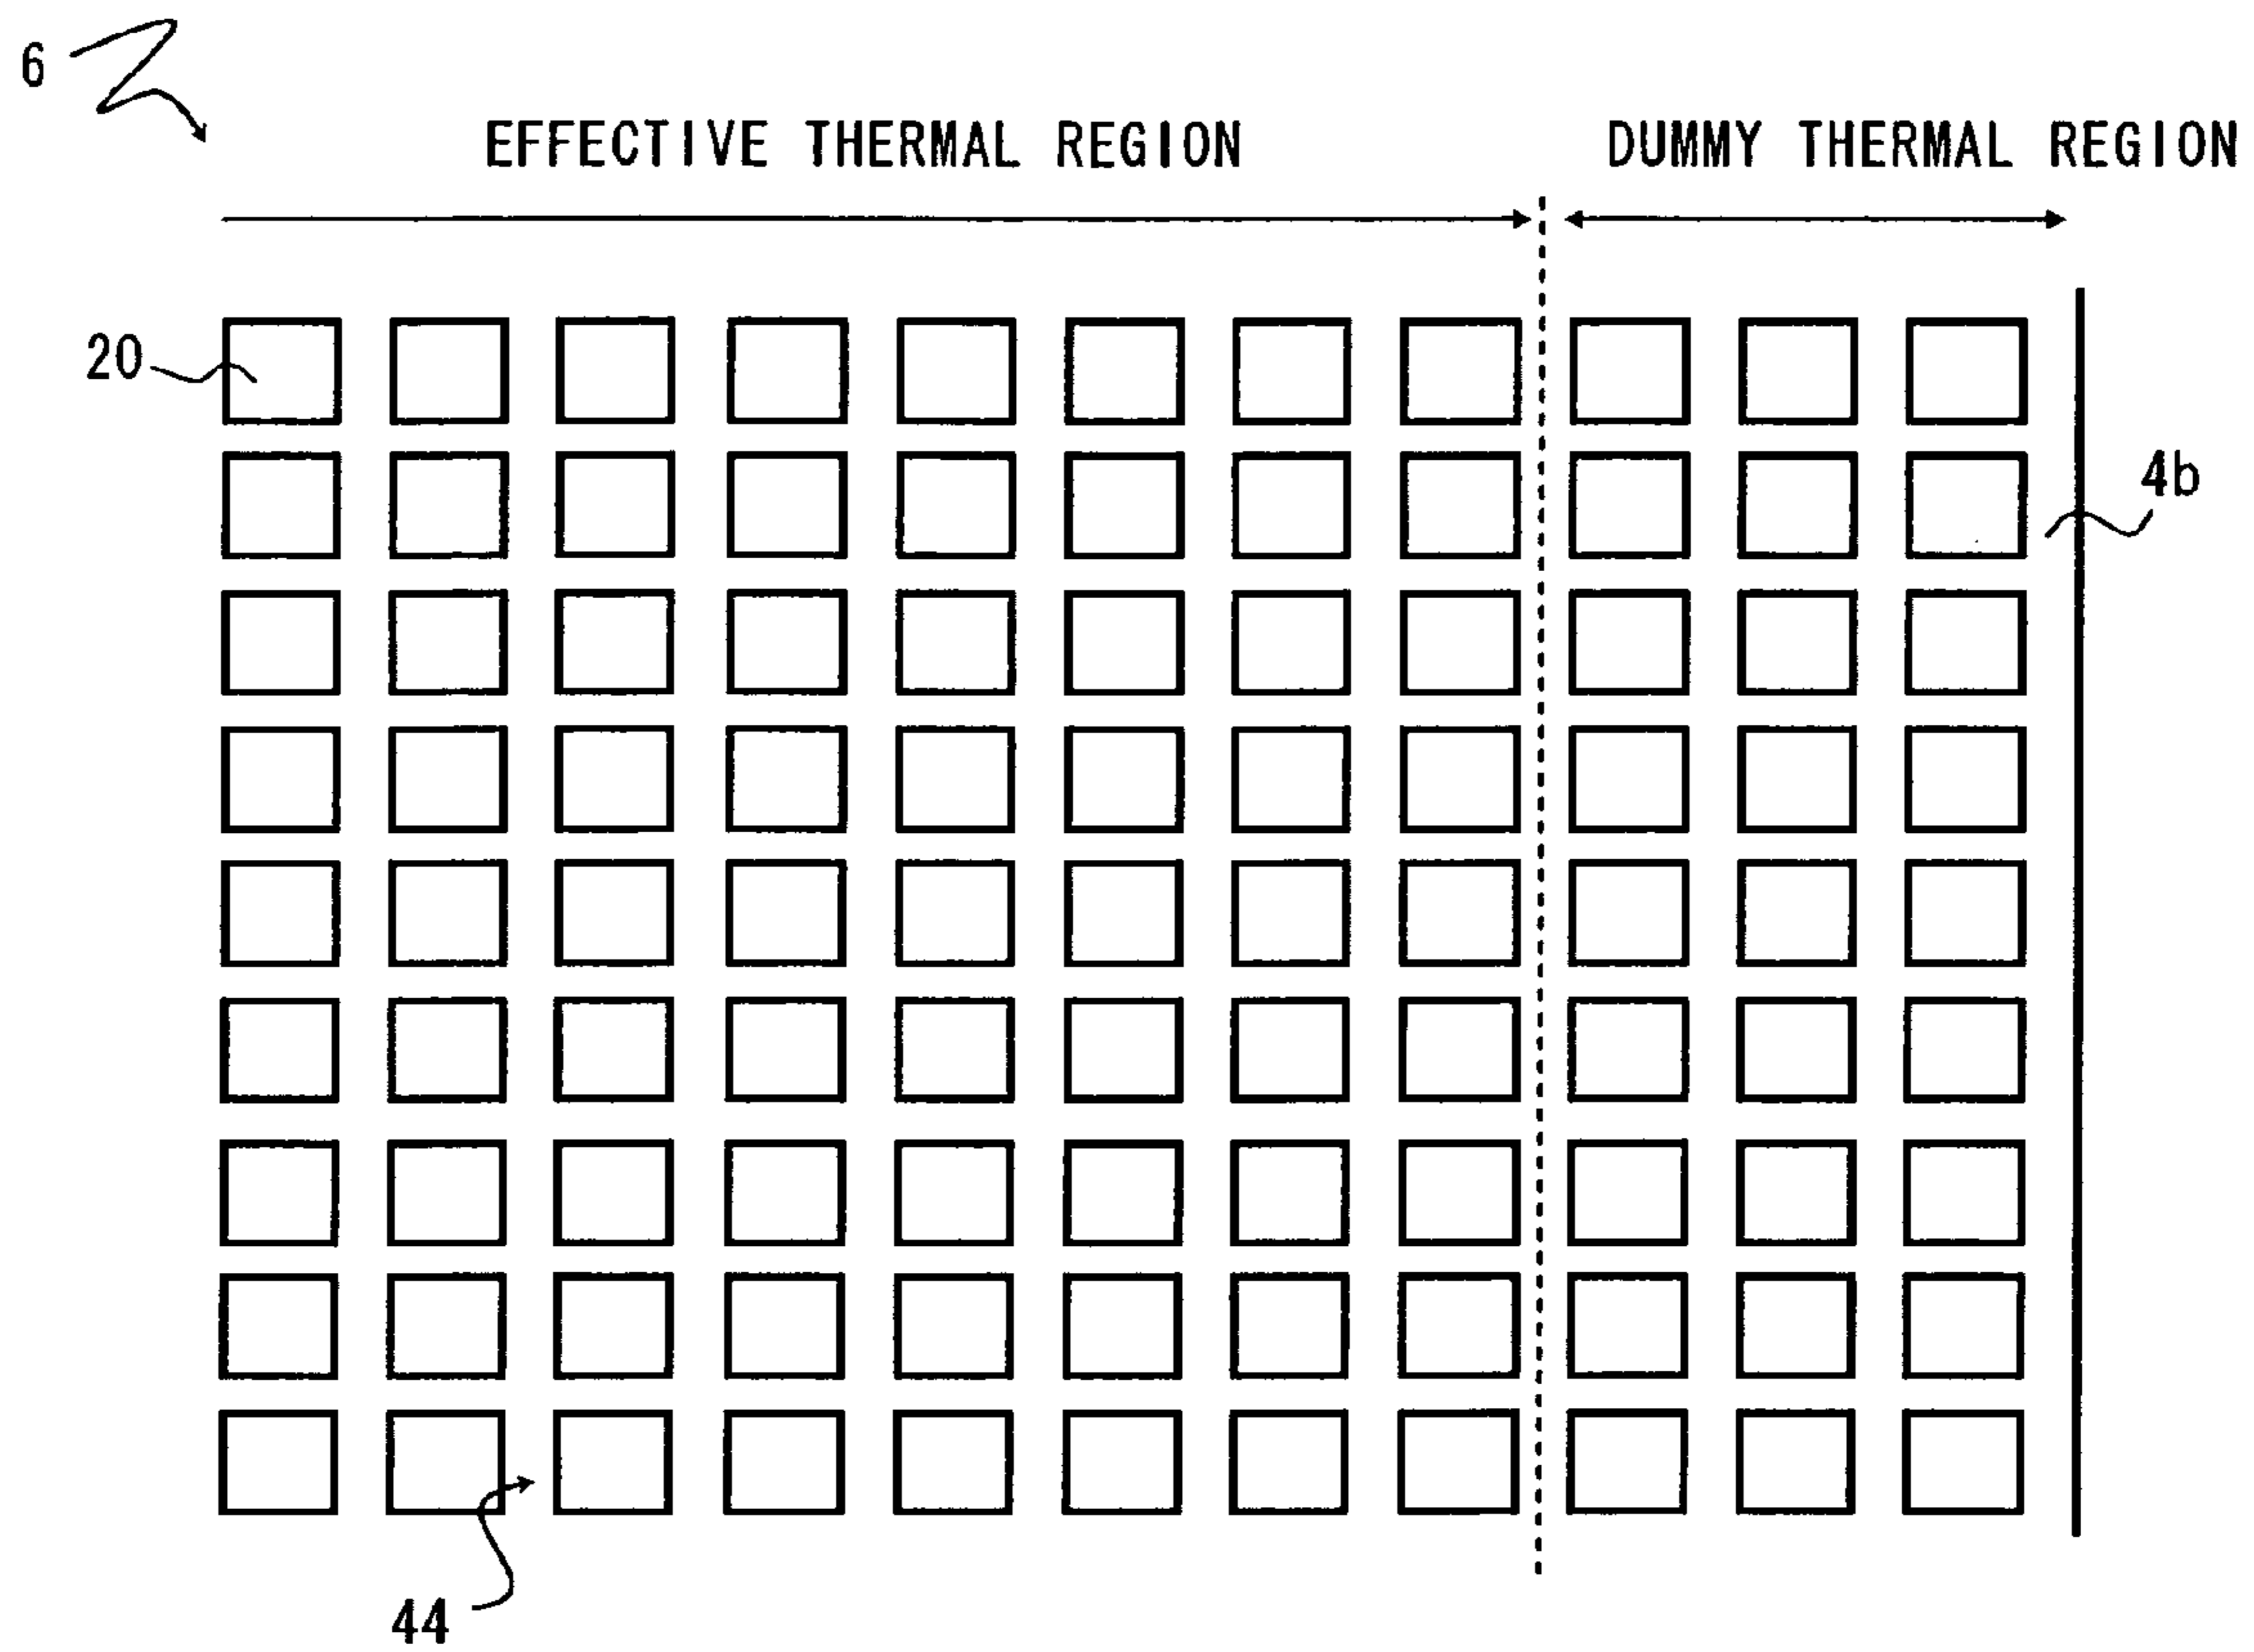 6
EFFECTIVE THERMAL REGION
DUMMY THERMAL REGION
20
4b
44